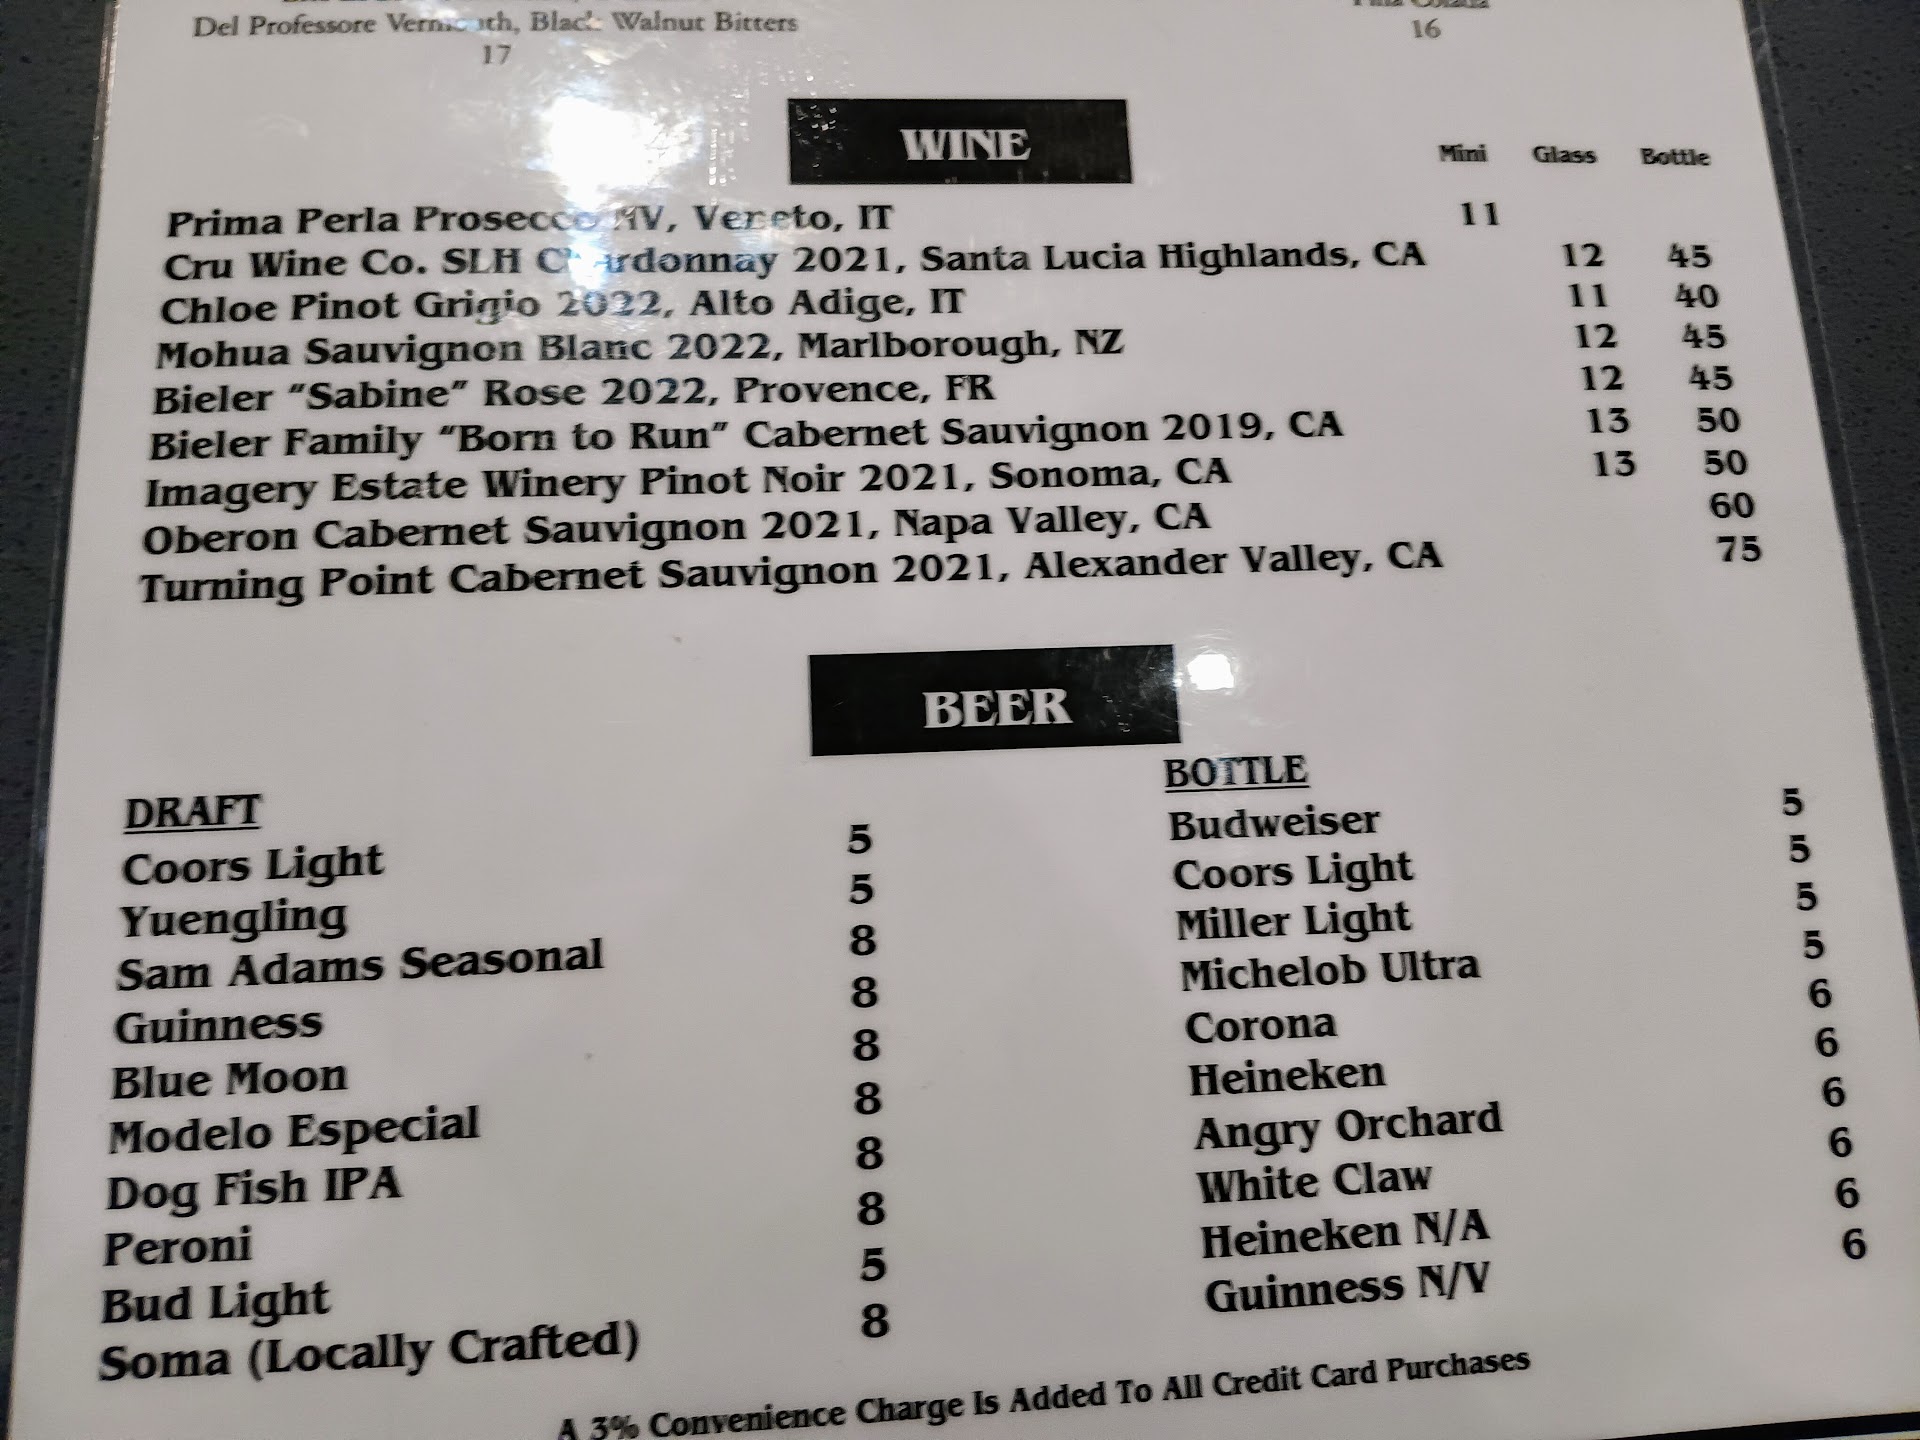 Del Professore Vermouth, Black Walnut Bitters
17
Piña Colada
16
WINE
Mini Glass Bottle
Prima Perla Prosecco NV, Veneto, IT 11
Cru Wine Co. SLH Chardonnay 2021, Santa Lucia Highlands, CA 12 45
Chloe Pinot Grigio 2022, Alto Adige, IT 11 40
Mohua Sauvignon Blanc 2022, Marlborough, NZ 12 45
Bieler "Sabine" Rose 2022, Provence, FR 12 45
Bieler Family "Born to Run" Cabernet Sauvignon 2019, CA 13 50
Imagery Estate Winery Pinot Noir 2021, Sonoma, CA 13 50
Oberon Cabernet Sauvignon 2021, Napa Valley, CA 60
Turning Point Cabernet Sauvignon 2021, Alexander Valley, CA 75
BEER
DRAFT
Coors Light 5
Yuengling 5
Sam Adams Seasonal 8
Guinness 8
Blue Moon 8
Modelo Especial 8
Dog Fish IPA 8
Peroni 8
Bud Light 5
Soma (Locally Crafted) 8
BOTTLE
Budweiser 5
Coors Light 5
Miller Light 5
Michelob Ultra 5
Corona 6
Heineken 6
Angry Orchard 6
White Claw 6
Heineken N/A 6
Guinness N/V 6
A 3% Convenience Charge Is Added To All Credit Card Purchases